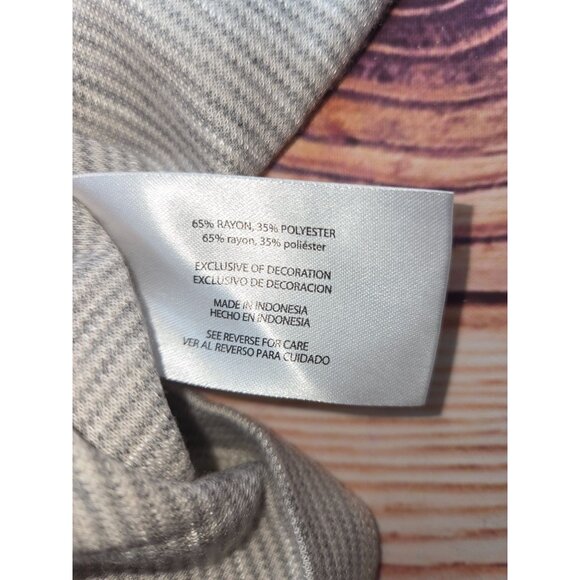 65% RAYON, 35% POLYESTER
65% rayon, 35% poliéster
EXCLUSIVE OF DECORATION
EXCLUSIVO DE DECORACION
MADE IN INDONESIA
HECHO EN INDONESIA
SEE REVERSE FOR CARE
VER AL REVERSO PARA CUIDADO